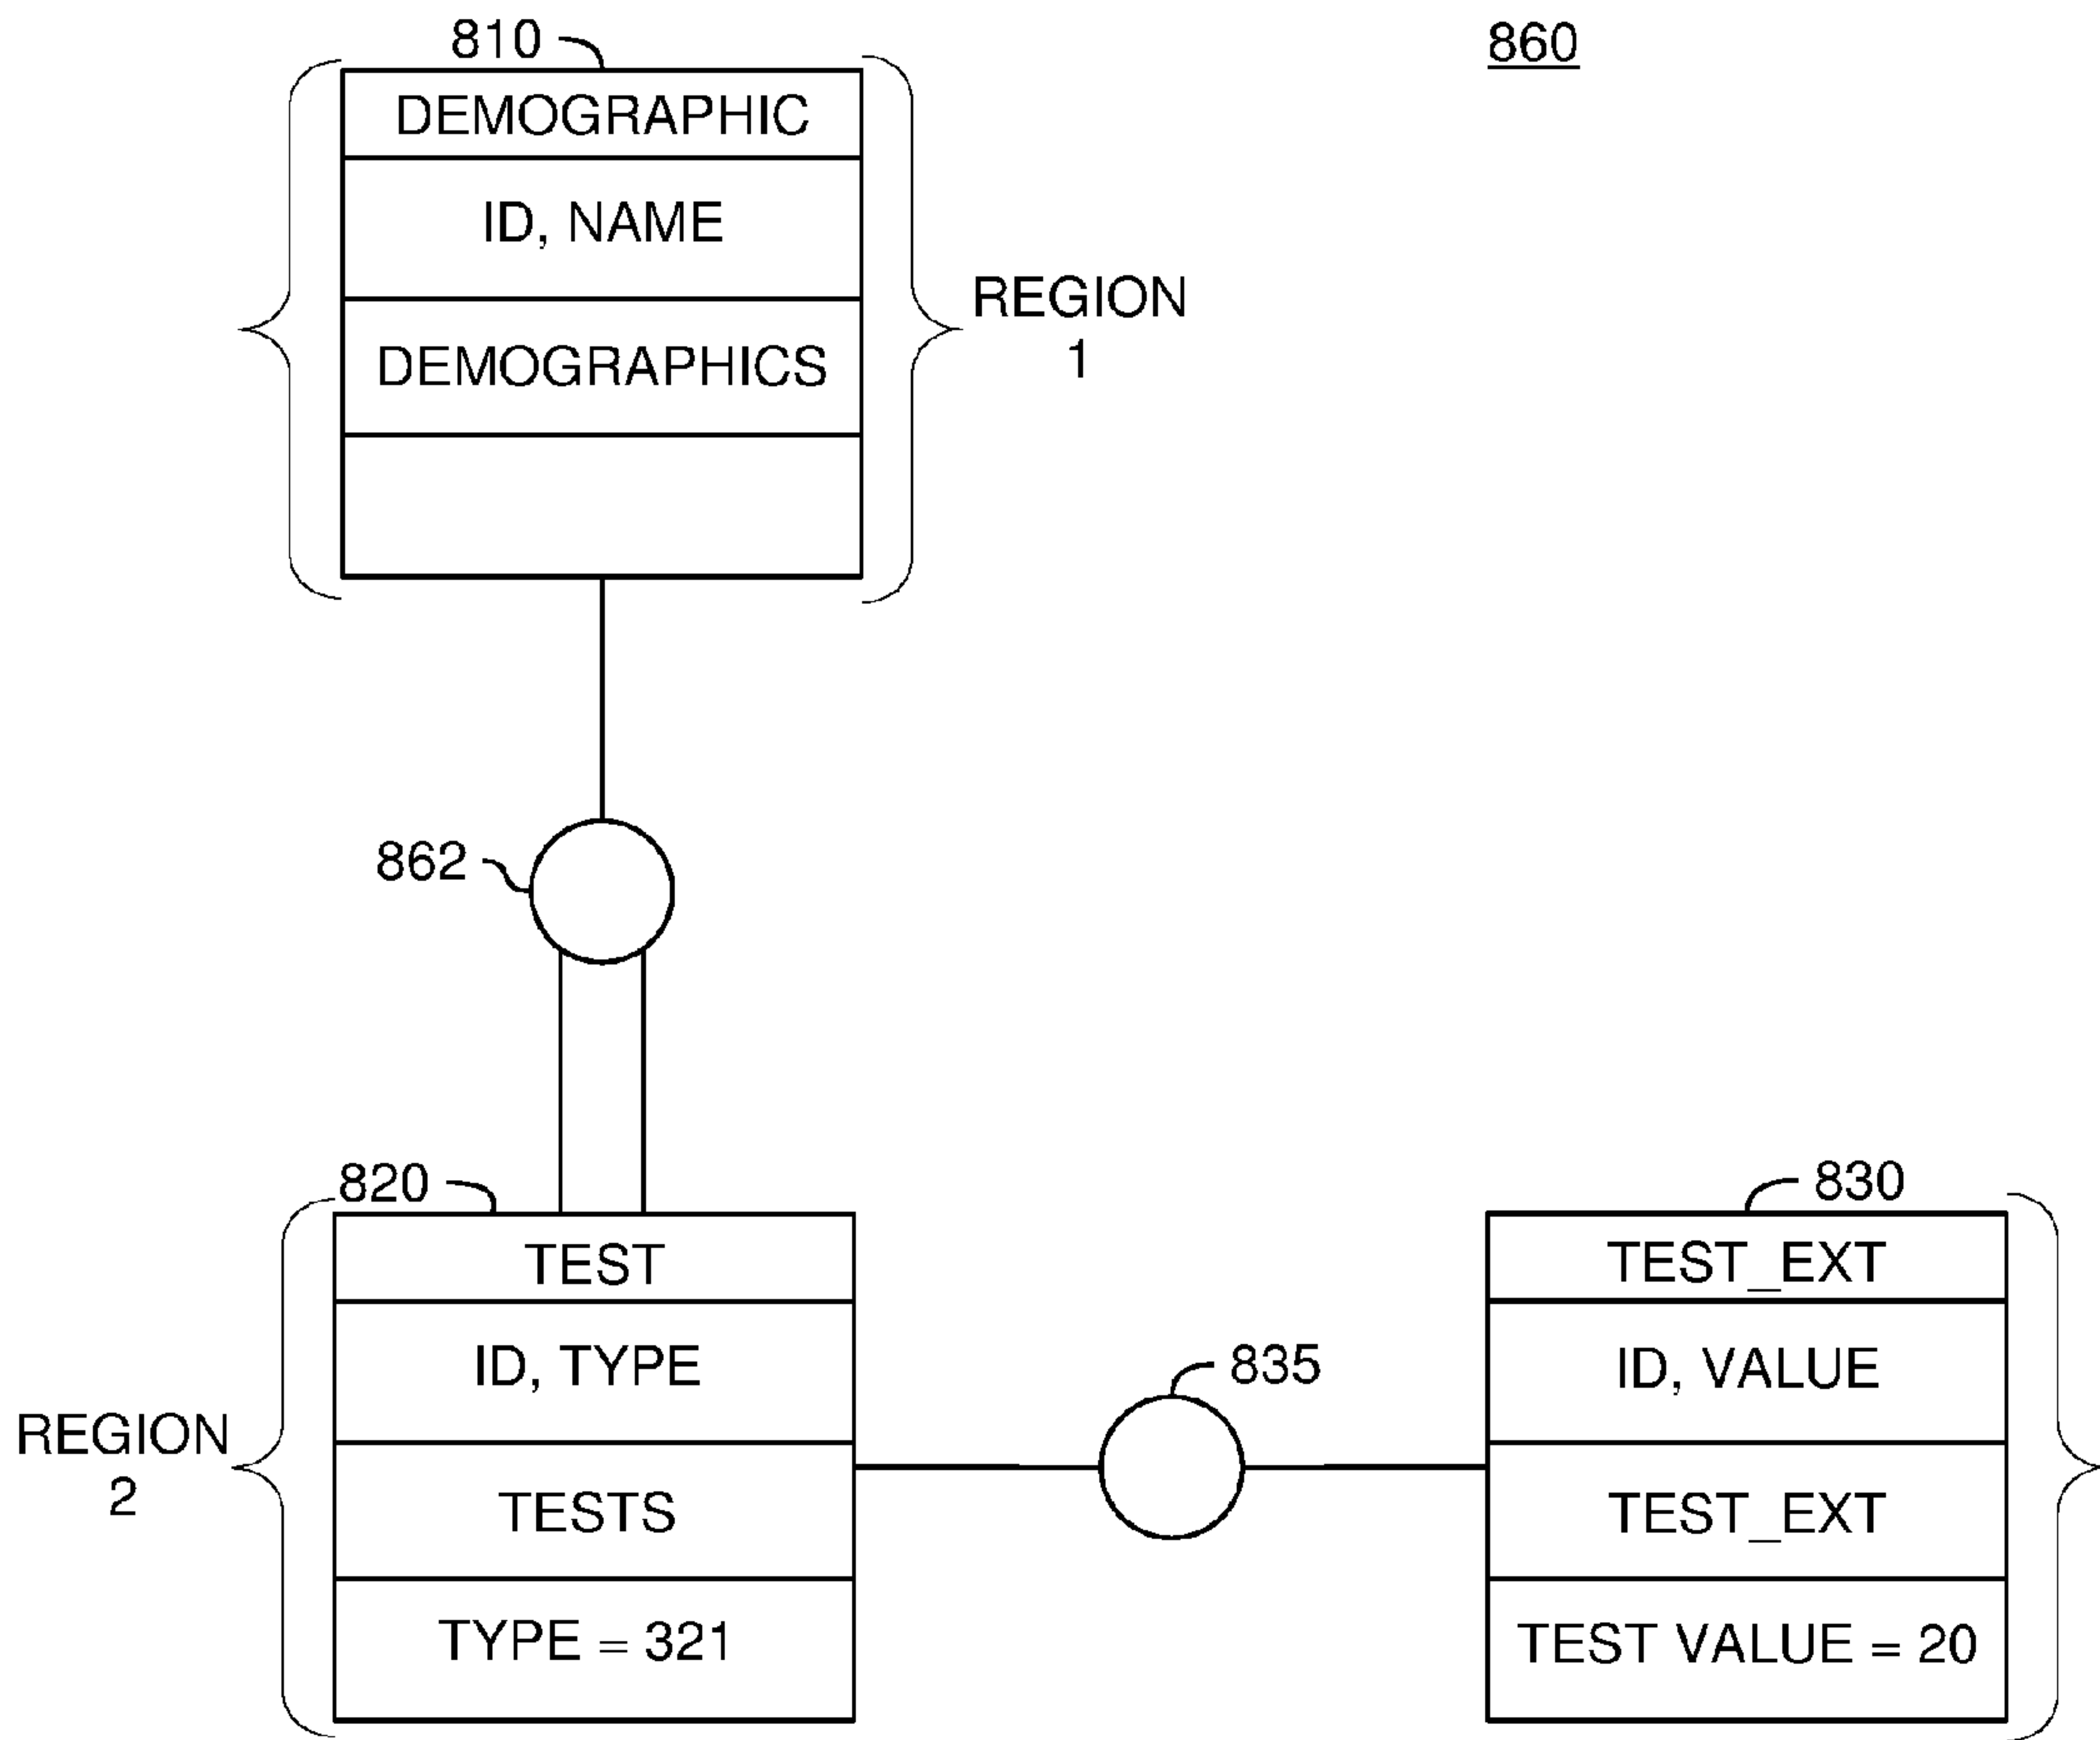 810
860
DEMOGRAPHIC
ID, NAME
DEMOGRAPHICS
REGION
1
862
820
830
TEST
ID, TYPE
TESTS
TYPE = 321
REGION
2
835
TEST_EXT
ID, VALUE
TEST_EXT
TEST VALUE = 20